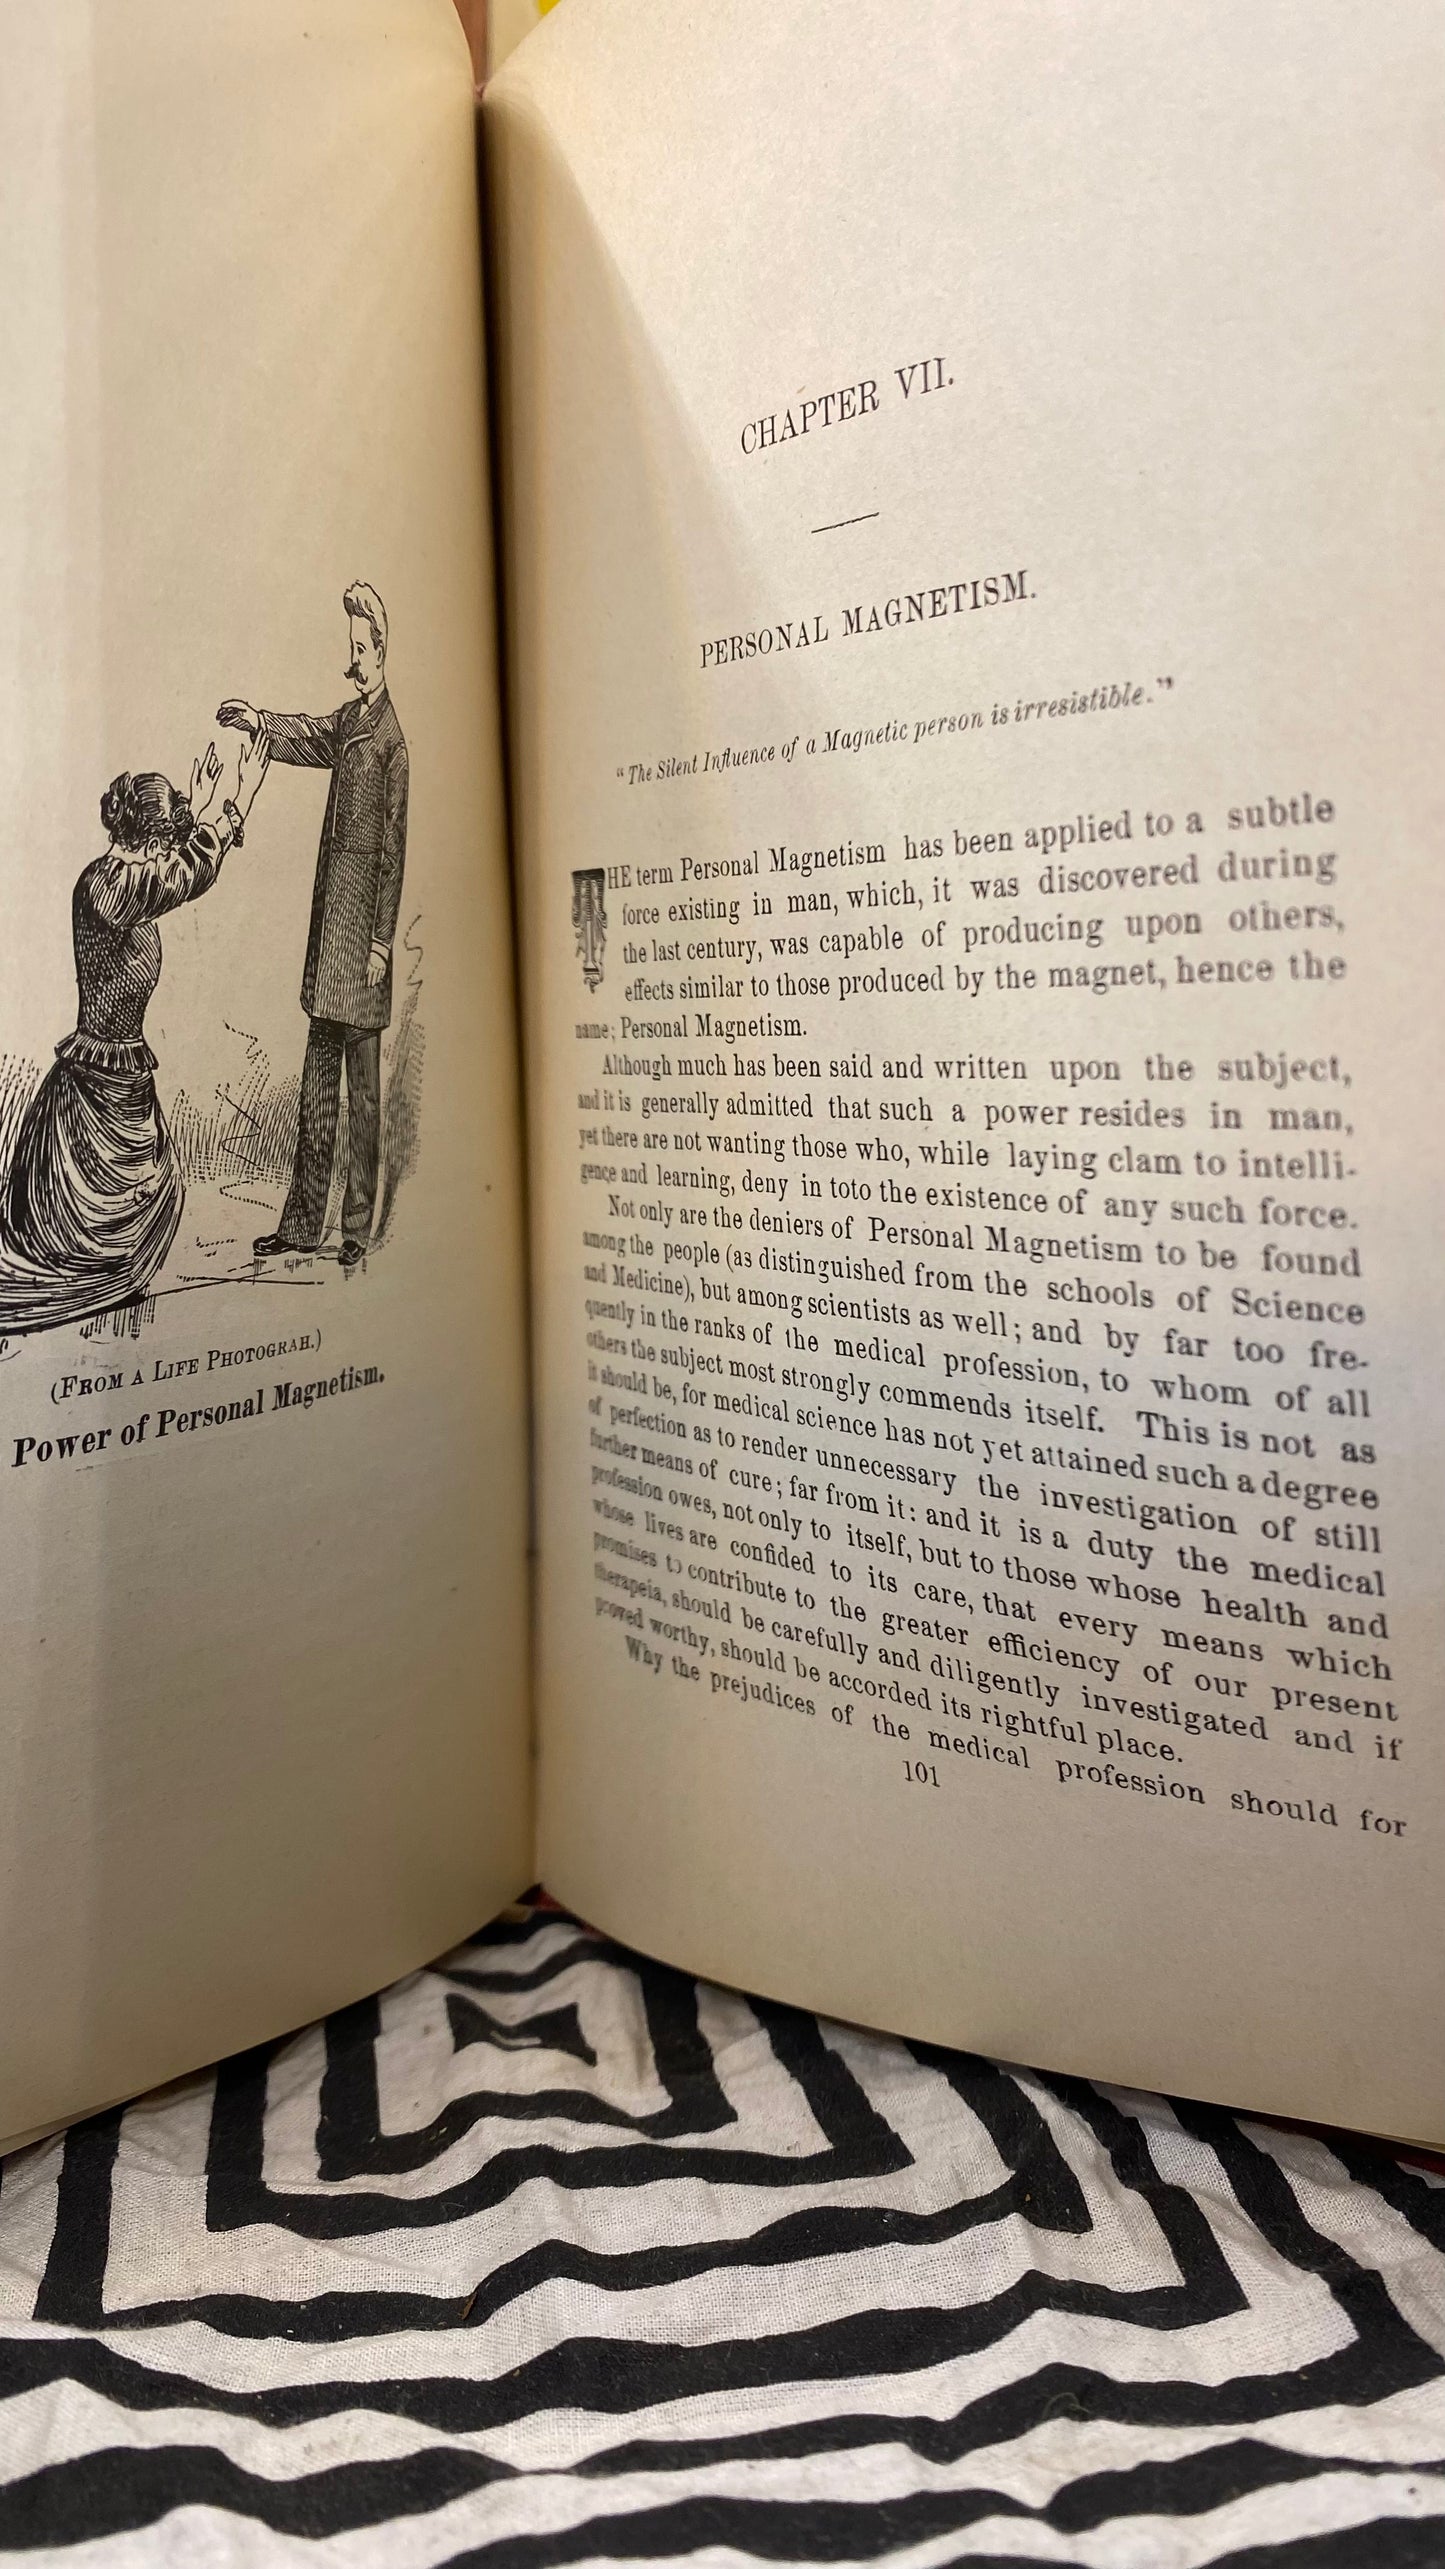 (FROM A LIFE PHOTOGRAH.)
Power of Personal Magnetism.
CHAPTER VII.
PERSONAL MAGNETISM.
"The Silent Influence of a Magnetic person is irresistible."
THE term Personal Magnetism has been applied to a subtle
force existing in man, which, it was discovered during
the last century, was capable of producing upon others,
effects similar to those produced by the magnet, hence the
name; Personal Magnetism.
Although much has been said and written upon the subject,
and it is generally admitted that such a power resides in man,
yet there are not wanting those who, while laying clam to intelli-
gence and learning, deny in toto the existence of any such force.
Not only are the deniers of Personal Magnetism to be found
among the people (as distinguished from the schools of Science
and Medicine), but among scientists as well; and by far too fre-
quently in the ranks of the medical profession, to whom of all
others the subject most strongly commends itself. This is not as
it should be, for medical science has not yet attained such a degree
of perfection as to render unnecessary the investigation of still
further means of cure; far from it: and it is a duty the medical
profession owes, not only to itself, but to those whose health and
whose lives are confided to its care, that every means which
promises to contribute to the greater efficiency of our present
therapeia, should be carefully and diligently investigated and if
proved worthy, should be accorded its rightful place.
Why the prejudices of the medical profession should for
101